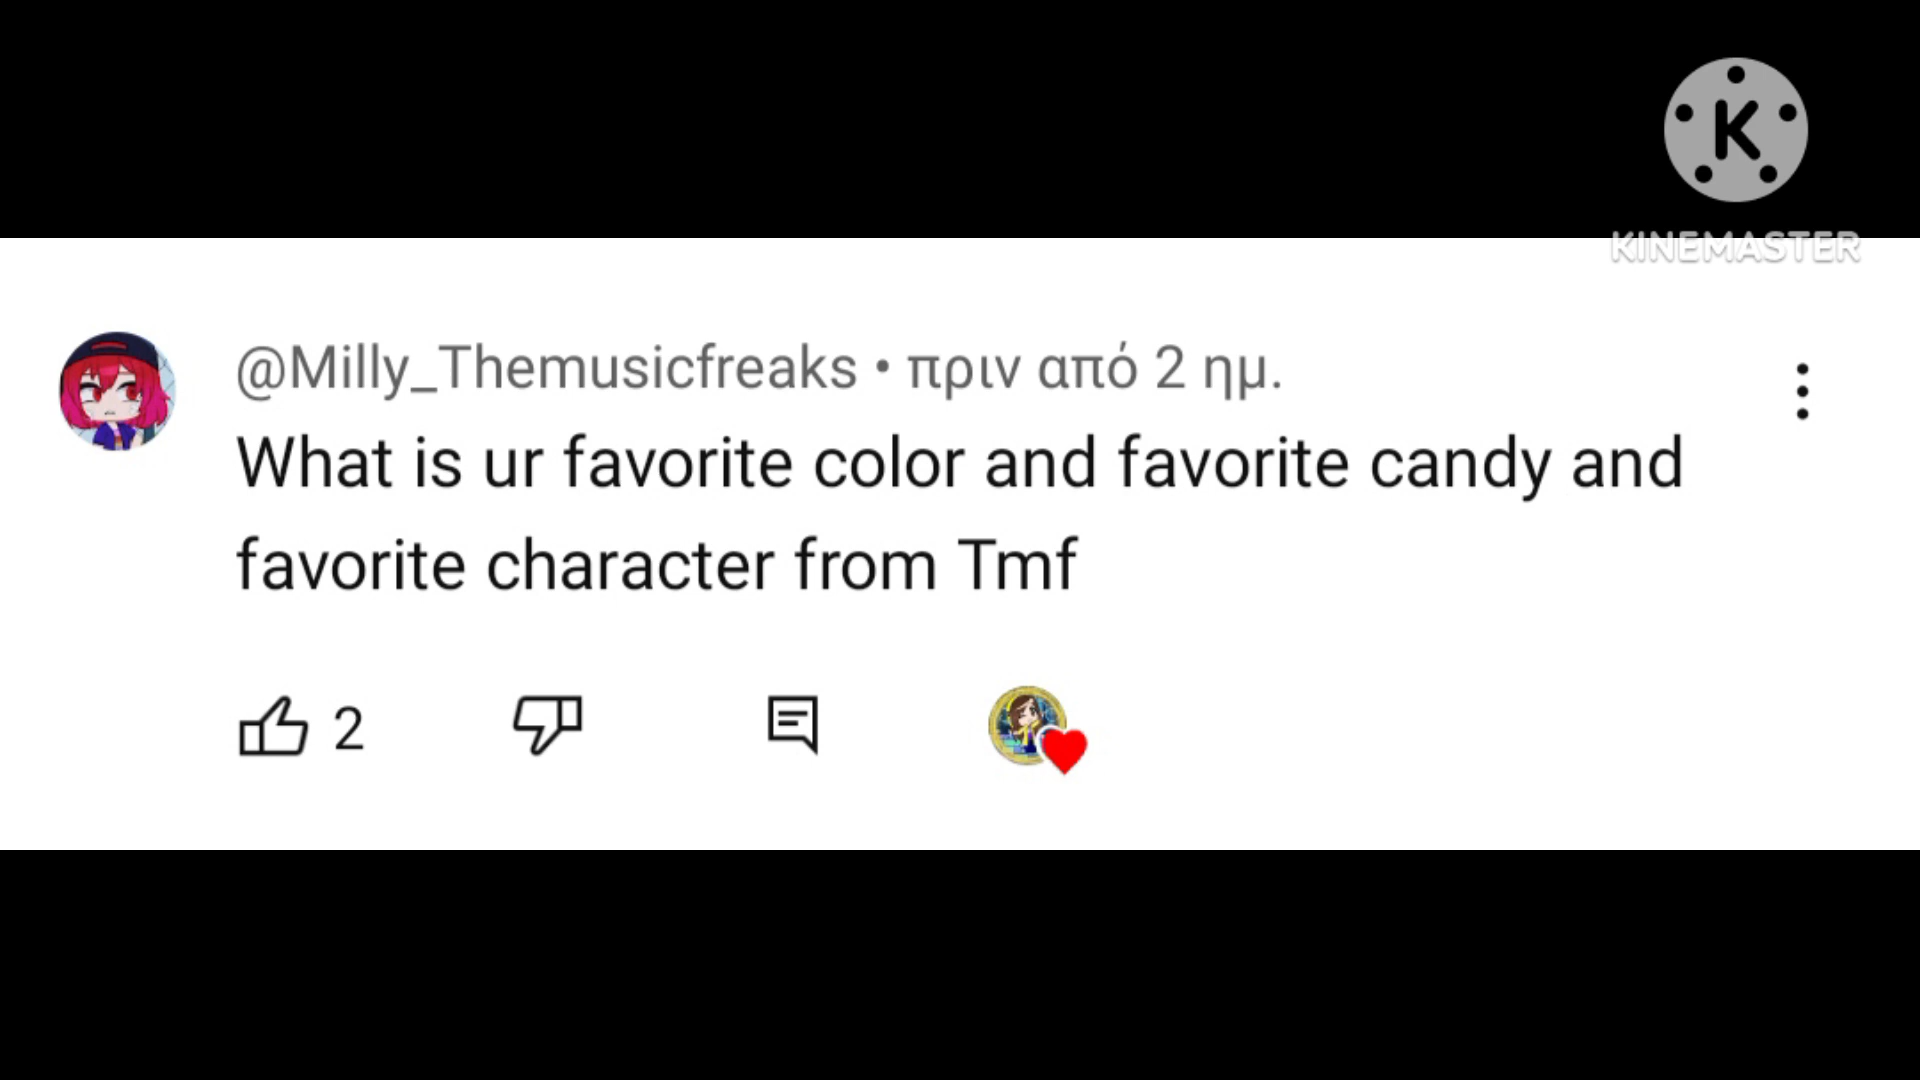 K
KINEMASTER
@Milly_Themusicfreaks • πριν από 2 ημ.
What is ur favorite color and favorite candy and
favorite character from Tmf
2